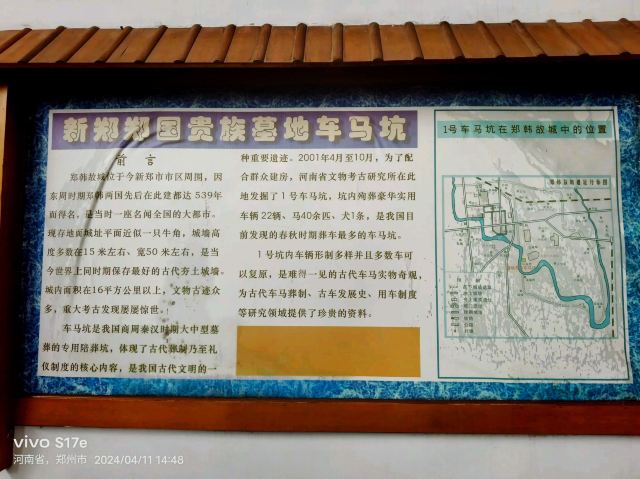 新郑郑国贵族墓地车马坑
前 言
郑韩故城位于今新郑市市区周围，因
东周时期郑韩两国先后在此建都达 539年
而得名，是当时一座名闻全国的大都市。
现存地面城墙平面近似一只牛角，城墙高
度多数在15 米左右、宽50 米左右，是当
今世界上同时期保存最好的古代夯土城墙。
城内面积在16平方公里以上，文物古迹众
多，重大考古发现屡屡惊世。
车马坑是我国商周秦汉时期大中型墓
葬的专用陪葬坑，体现了古代葬制乃至礼
仪制度的核心内容，是我国古代文明的一
种重要遗迹。2001年4月至10月，为了配
合群众建房，河南省文物考古研究所在此
地发掘了 1 号车马坑，坑内殉葬豪华实用
车辆 22辆、马40余匹、犬1条，是我国目
前发现的春秋时期葬车最多的车马坑。
1 号坑内车辆形制多样并且多数车可
以复原，是难得一见的古代车马实物奇观，
为古代车马葬制、古车发展史、用车制度
等研究领域提供了珍贵的资料。
1号车马坑在郑韩故城中的位置
vivo S17e
河南省，郑州市 2024/04/11 14:48